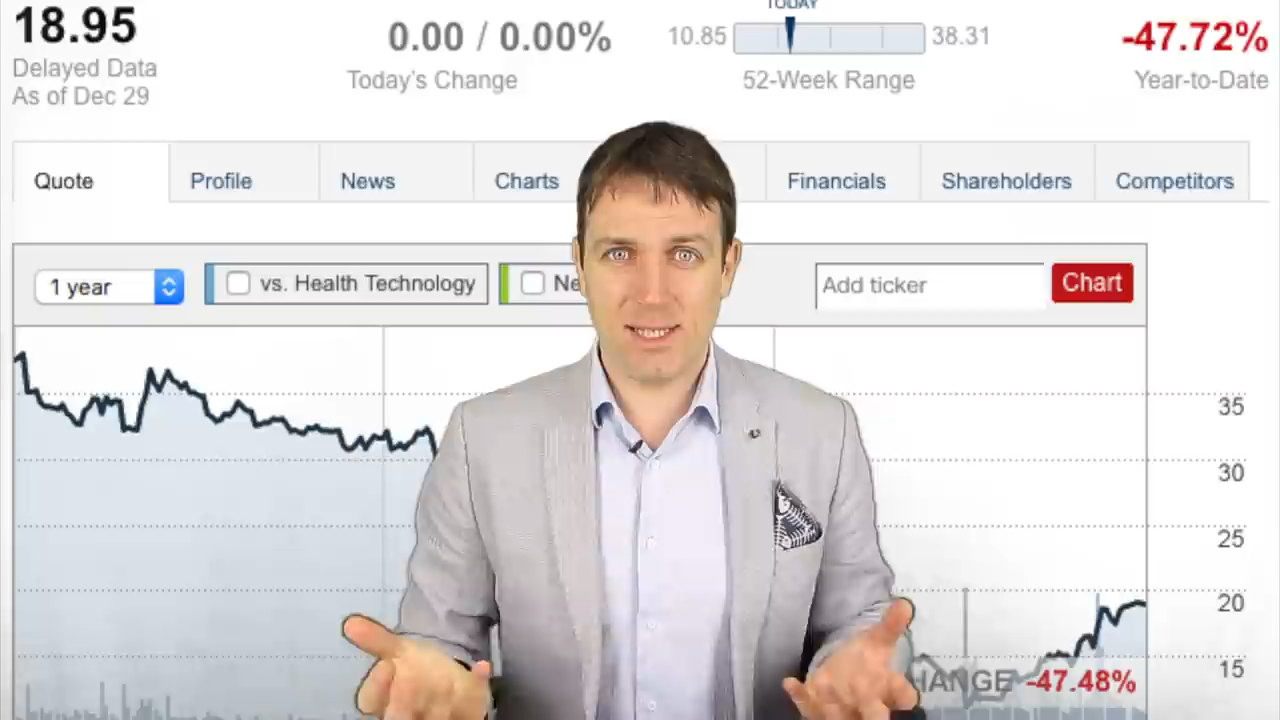 TODAY
18.95
0.00 / 0.00%
10.85
38.31
-47.72%
Delayed Data
As of Dec 29
Today's Change
52-Week Range
Year-to-Date
Quote
Profile
News
Charts
Financials
Shareholders
Competitors
1 year
vs. Health Technology
Add ticker
Chart
35
30
25
20
15
-47.48%